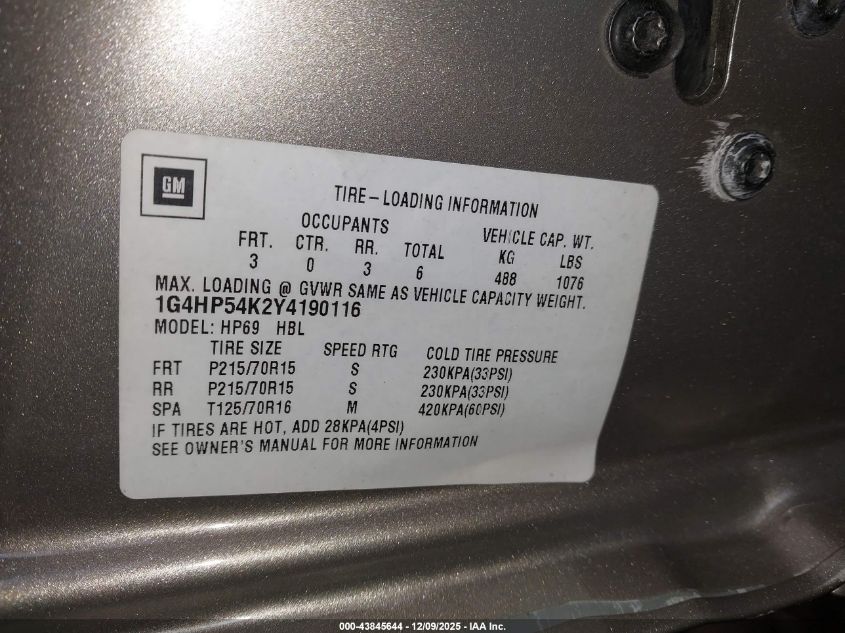 GM
TIRE-LOADING INFORMATION
OCCUPANTS VEHICLE CAP. WT.
FRT. CTR. RR. TOTAL KG LBS
3 0 3 6 488 1076
MAX. LOADING @ GVWR SAME AS VEHICLE CAPACITY WEIGHT.
1G4HP54K2Y4190116
MODEL: HP69 HBL
TIRE SIZE SPEED RTG COLD TIRE PRESSURE
FRT P215/70R15 S 230KPA(33PSI)
RR P215/70R15 S 230KPA(33PSI)
SPA T125/70R16 M 420KPA(60PSI)
IF TIRES ARE HOT, ADD 28KPA(4PSI)
SEE OWNER'S MANUAL FOR MORE INFORMATION
000-43845644 - 12/09/2025 - IAA Inc.